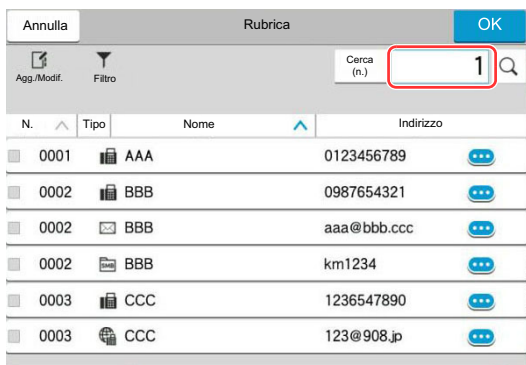 Annulla Rubrica OK
Agg./Modif. Filtro Cerca (n.) 1
N. Tipo Nome Indirizzo
0001 AAA 0123456789
0002 BBB 0987654321
0002 BBB aaa@bbb.ccc
0002 SMB BBB km1234
0003 CCC 1236547890
0003 CCC 123@908.jp